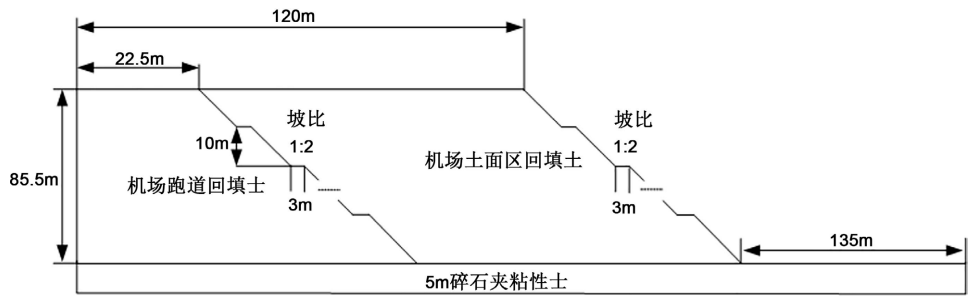 120m
22.5m
坡比
1:2
10m
3m
85.5m
机场跑道回填士
坡比
1:2
机场土面区回填土
3m
135m
5m碎石夹粘性士